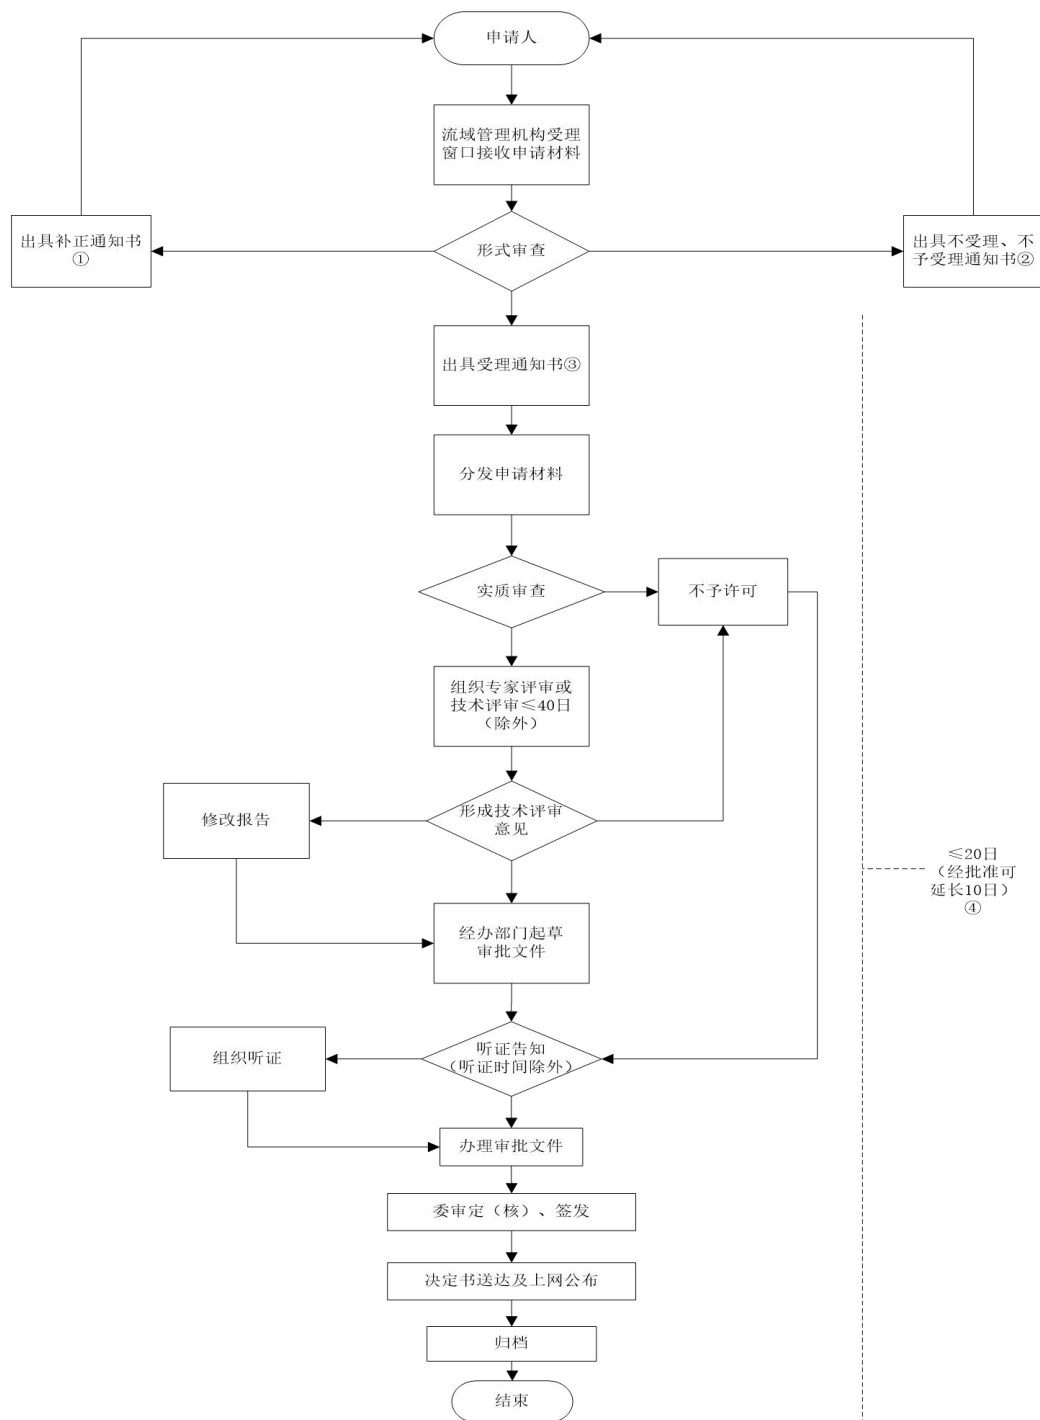 申请人
流域管理机构受理
窗口接收申请材料
出具补正通知书
①
形式审查
出具不受理、不
予受理通知书②
出具受理通知书③
分发申请材料
实质审查
不予许可
组织专家评审或
技术评审≤40日
（除外）
修改报告
形成技术评审
意见
≤20日
（经批准可
延长10日）
④
经办部门起草
审批文件
组织听证
听证告知
（听证时间除外）
办理审批文件
委审定（核）、签发
决定书送达及上网公布
归档
结束